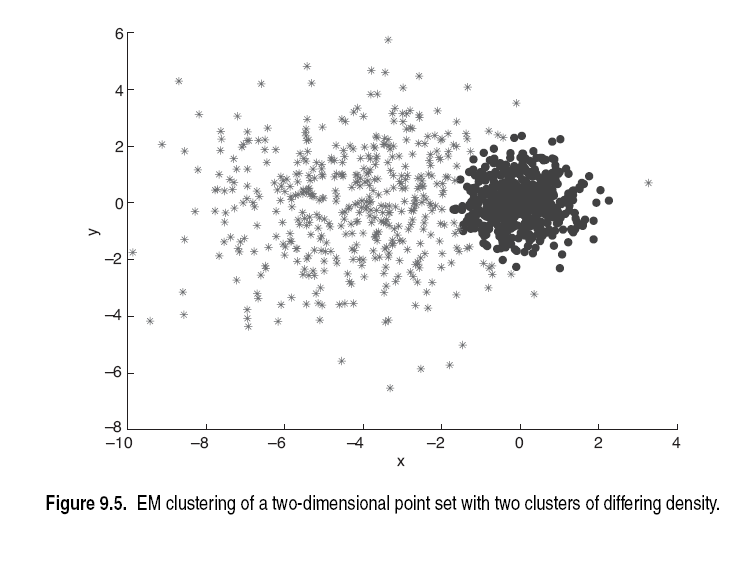 6
4
2
0
−2
−4
−6
−8
y
−10 −8 −6 −4 −2 0 2 4
x
Figure 9.5. EM clustering of a two-dimensional point set with two clusters of differing density.